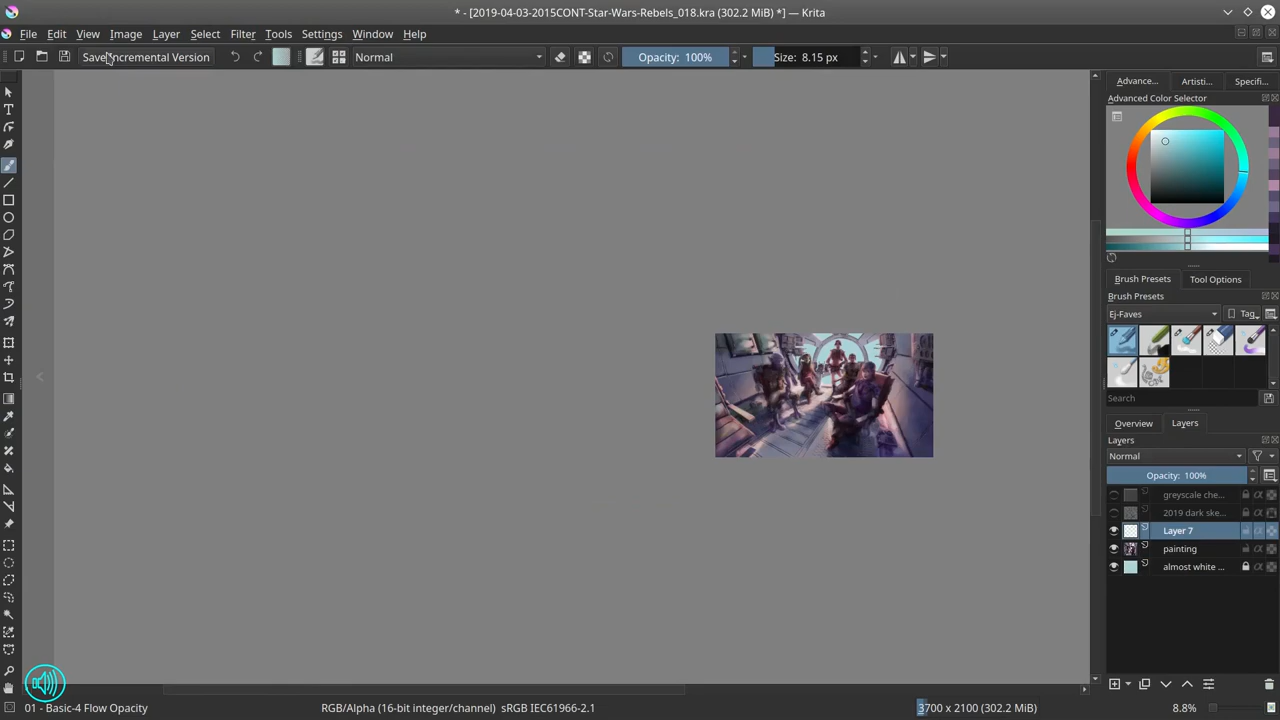 * - [2019-04-03-2015CONT-Star-Wars-Rebels_018.kra (302.2 MiB) *] — Krita
File Edit View Image Layer Select Filter Tools Settings Window Help
Save Incremental Version Normal Opacity: 100% Size: 8.15 px
Advance... Artisti... Specifi...
Advanced Color Selector
Brush Presets Tool Options
Brush Presets
Ej-Faves Tag
Search
Overview Layers
Layers
Normal
Opacity: 100%
greyscale che...
2019 dark ske...
Layer 7
painting
almost white ...
01 - Basic-4 Flow Opacity RGB/Alpha (16-bit integer/channel) sRGB IEC61966-2.1 3700 x 2100 (302.2 MiB) 8.8%